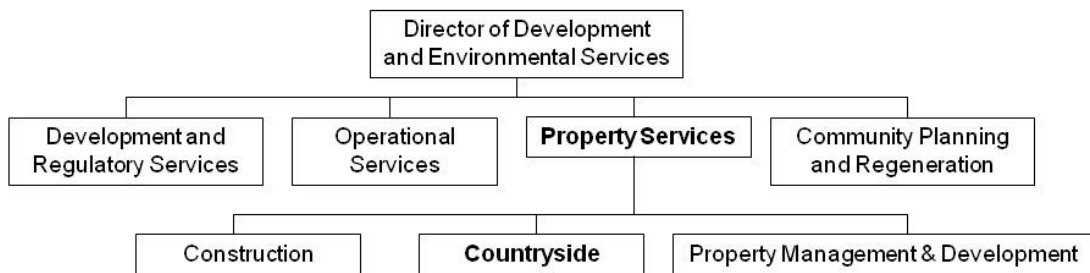 Director of Development
and Environmental Services
Development and
Regulatory Services
Operational
Services
Property Services
Community Planning
and Regeneration
Construction
Countryside
Property Management & Development